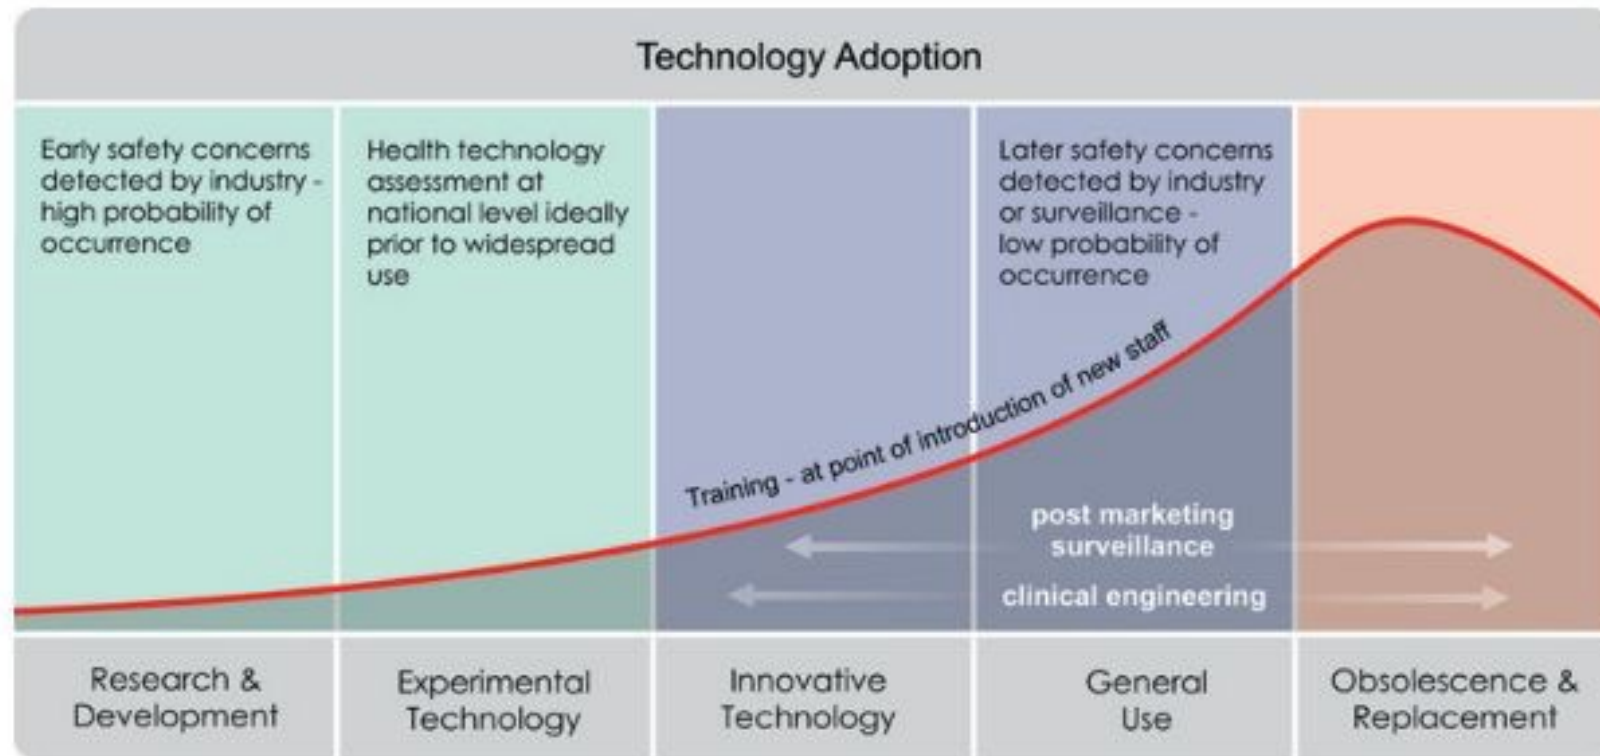 Technology Adoption
Early safety concerns
detected by industry -
high probability of
occurrence
Health technology
assessment at
national level ideally
prior to widespread
use
Later safety concerns
detected by industry
or surveillance -
low probability of
occurrence
Training - at point of introduction of new staff
post marketing
surveillance
clinical engineering
Research &
Development
Experimental
Technology
Innovative
Technology
General
Use
Obsolescence &
Replacement